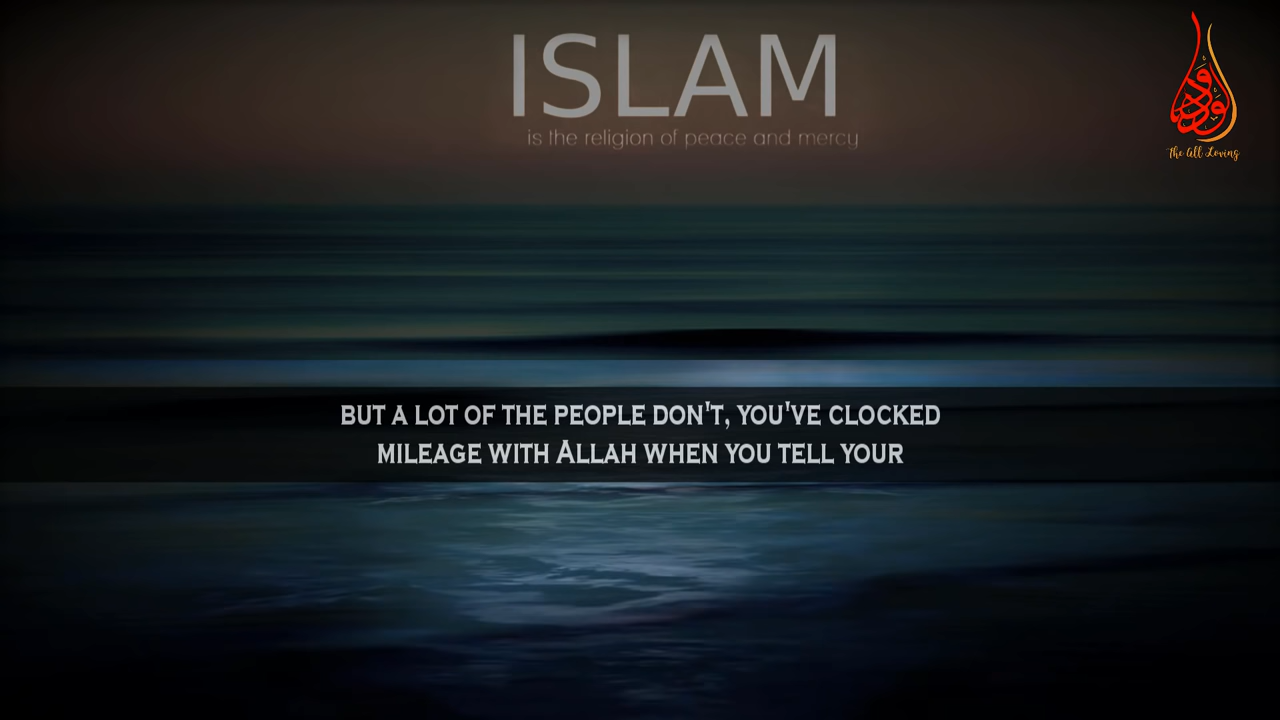 ISLAM
is the religion of peace and mercy
الودود
The All Loving
BUT A LOT OF THE PEOPLE DON'T, YOU'VE CLOCKED
MILEAGE WITH ALLAH WHEN YOU TELL YOUR